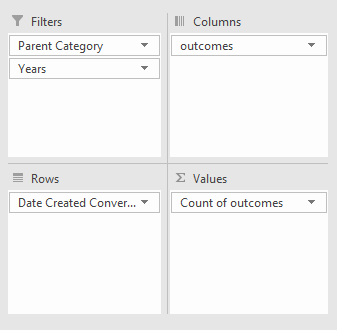 Filters
Parent Category
Years
Columns
outcomes
Rows
Date Created Conver...
Values
Count of outcomes